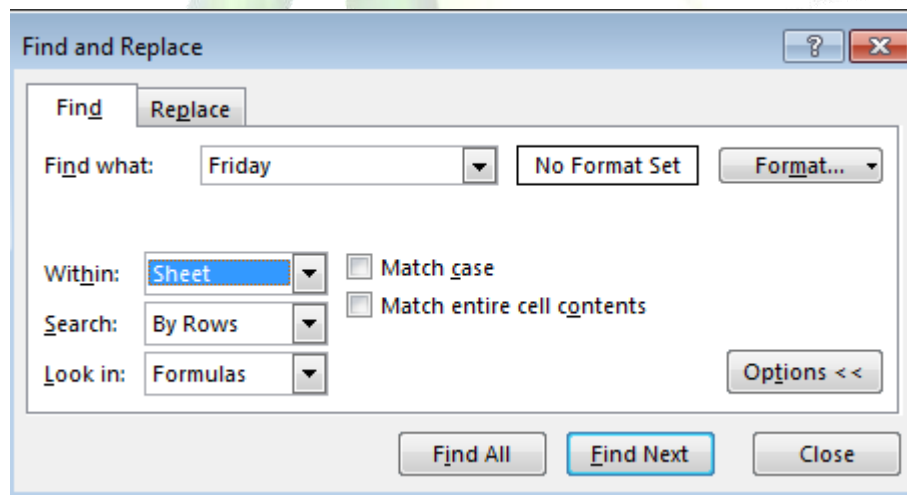 Find and Replace
Find Replace
Find what: Friday No Format Set Format...
Within: Sheet Match case
Match entire cell contents
Search: By Rows
Look in: Formulas Options <<
Find All Find Next Close